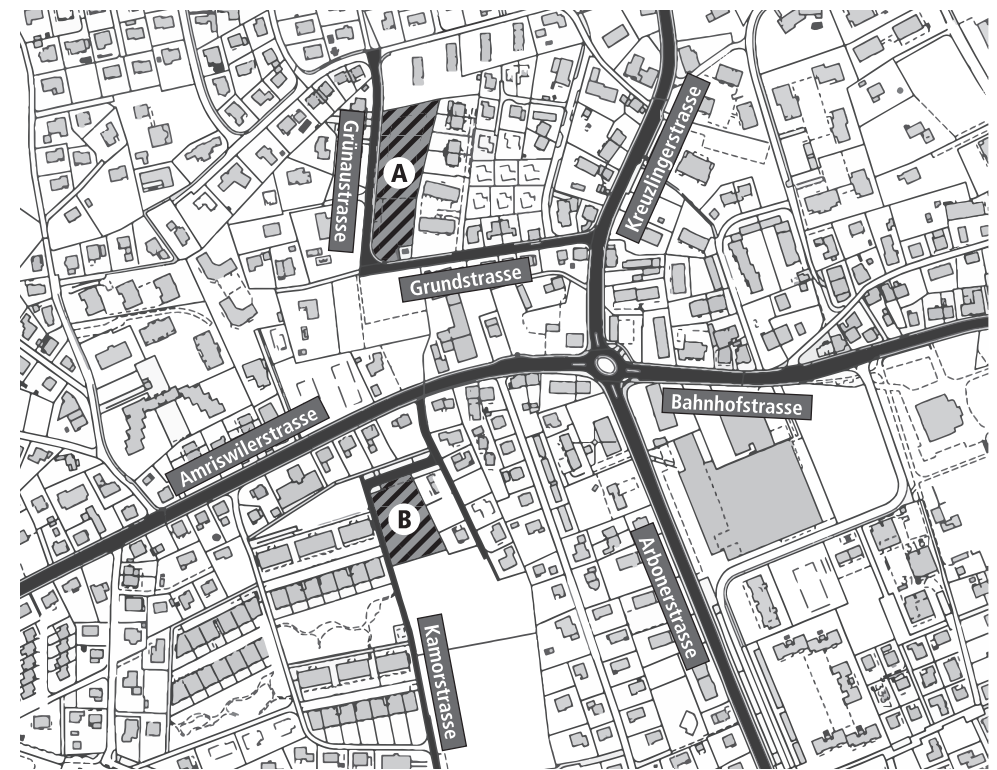 Kreuzlingerstrasse
Grünaustrasse
A
Grundstrasse
Bahnhofstrasse
Amriswilerstrasse
B
Arbonerstrasse
Kamorstrasse